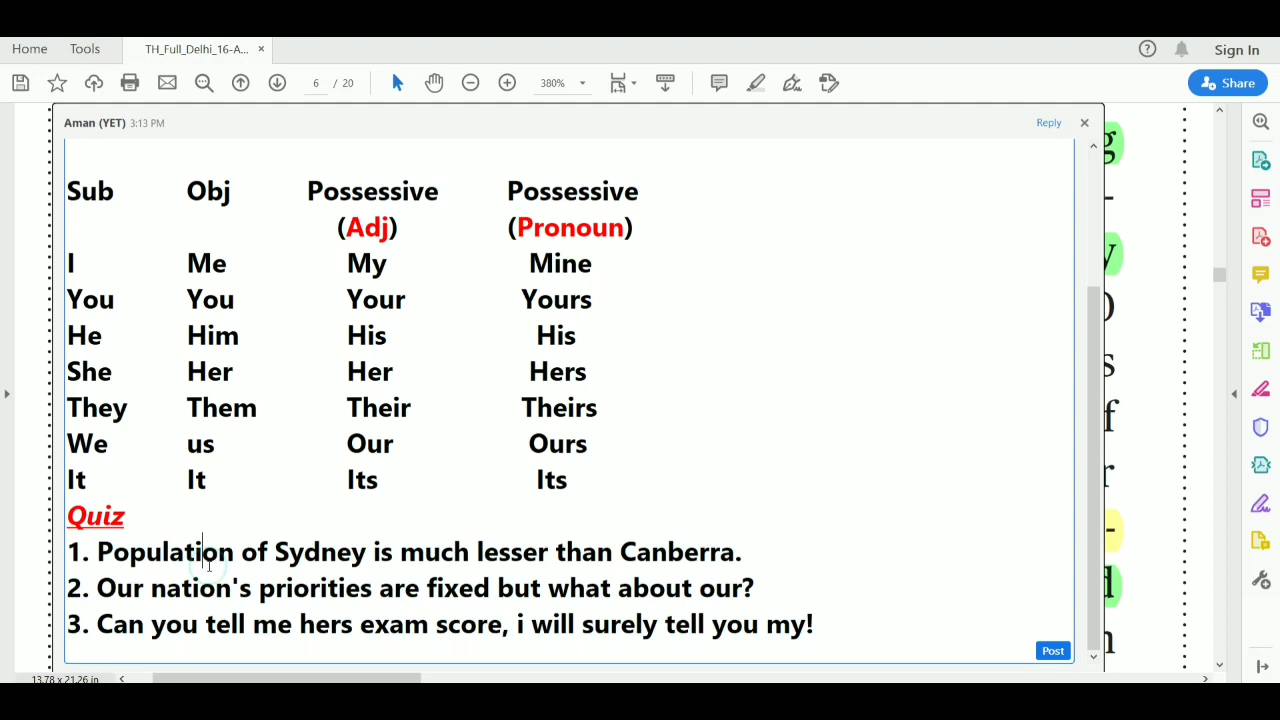 Home Tools TH_Full_Delhi_16-A... × Sign In
6 / 20 380% Share
Aman (YET) 3:13 PM Reply
Sub Obj Possessive Possessive
(Adj) (Pronoun)
I Me My Mine
You You Your Yours
He Him His His
She Her Her Hers
They Them Their Theirs
We us Our Ours
It It Its Its
Quiz
1. Population of Sydney is much lesser than Canberra.
2. Our nation's priorities are fixed but what about our?
3. Can you tell me hers exam score, i will surely tell you my!
Post
13.78 x 21.26 in